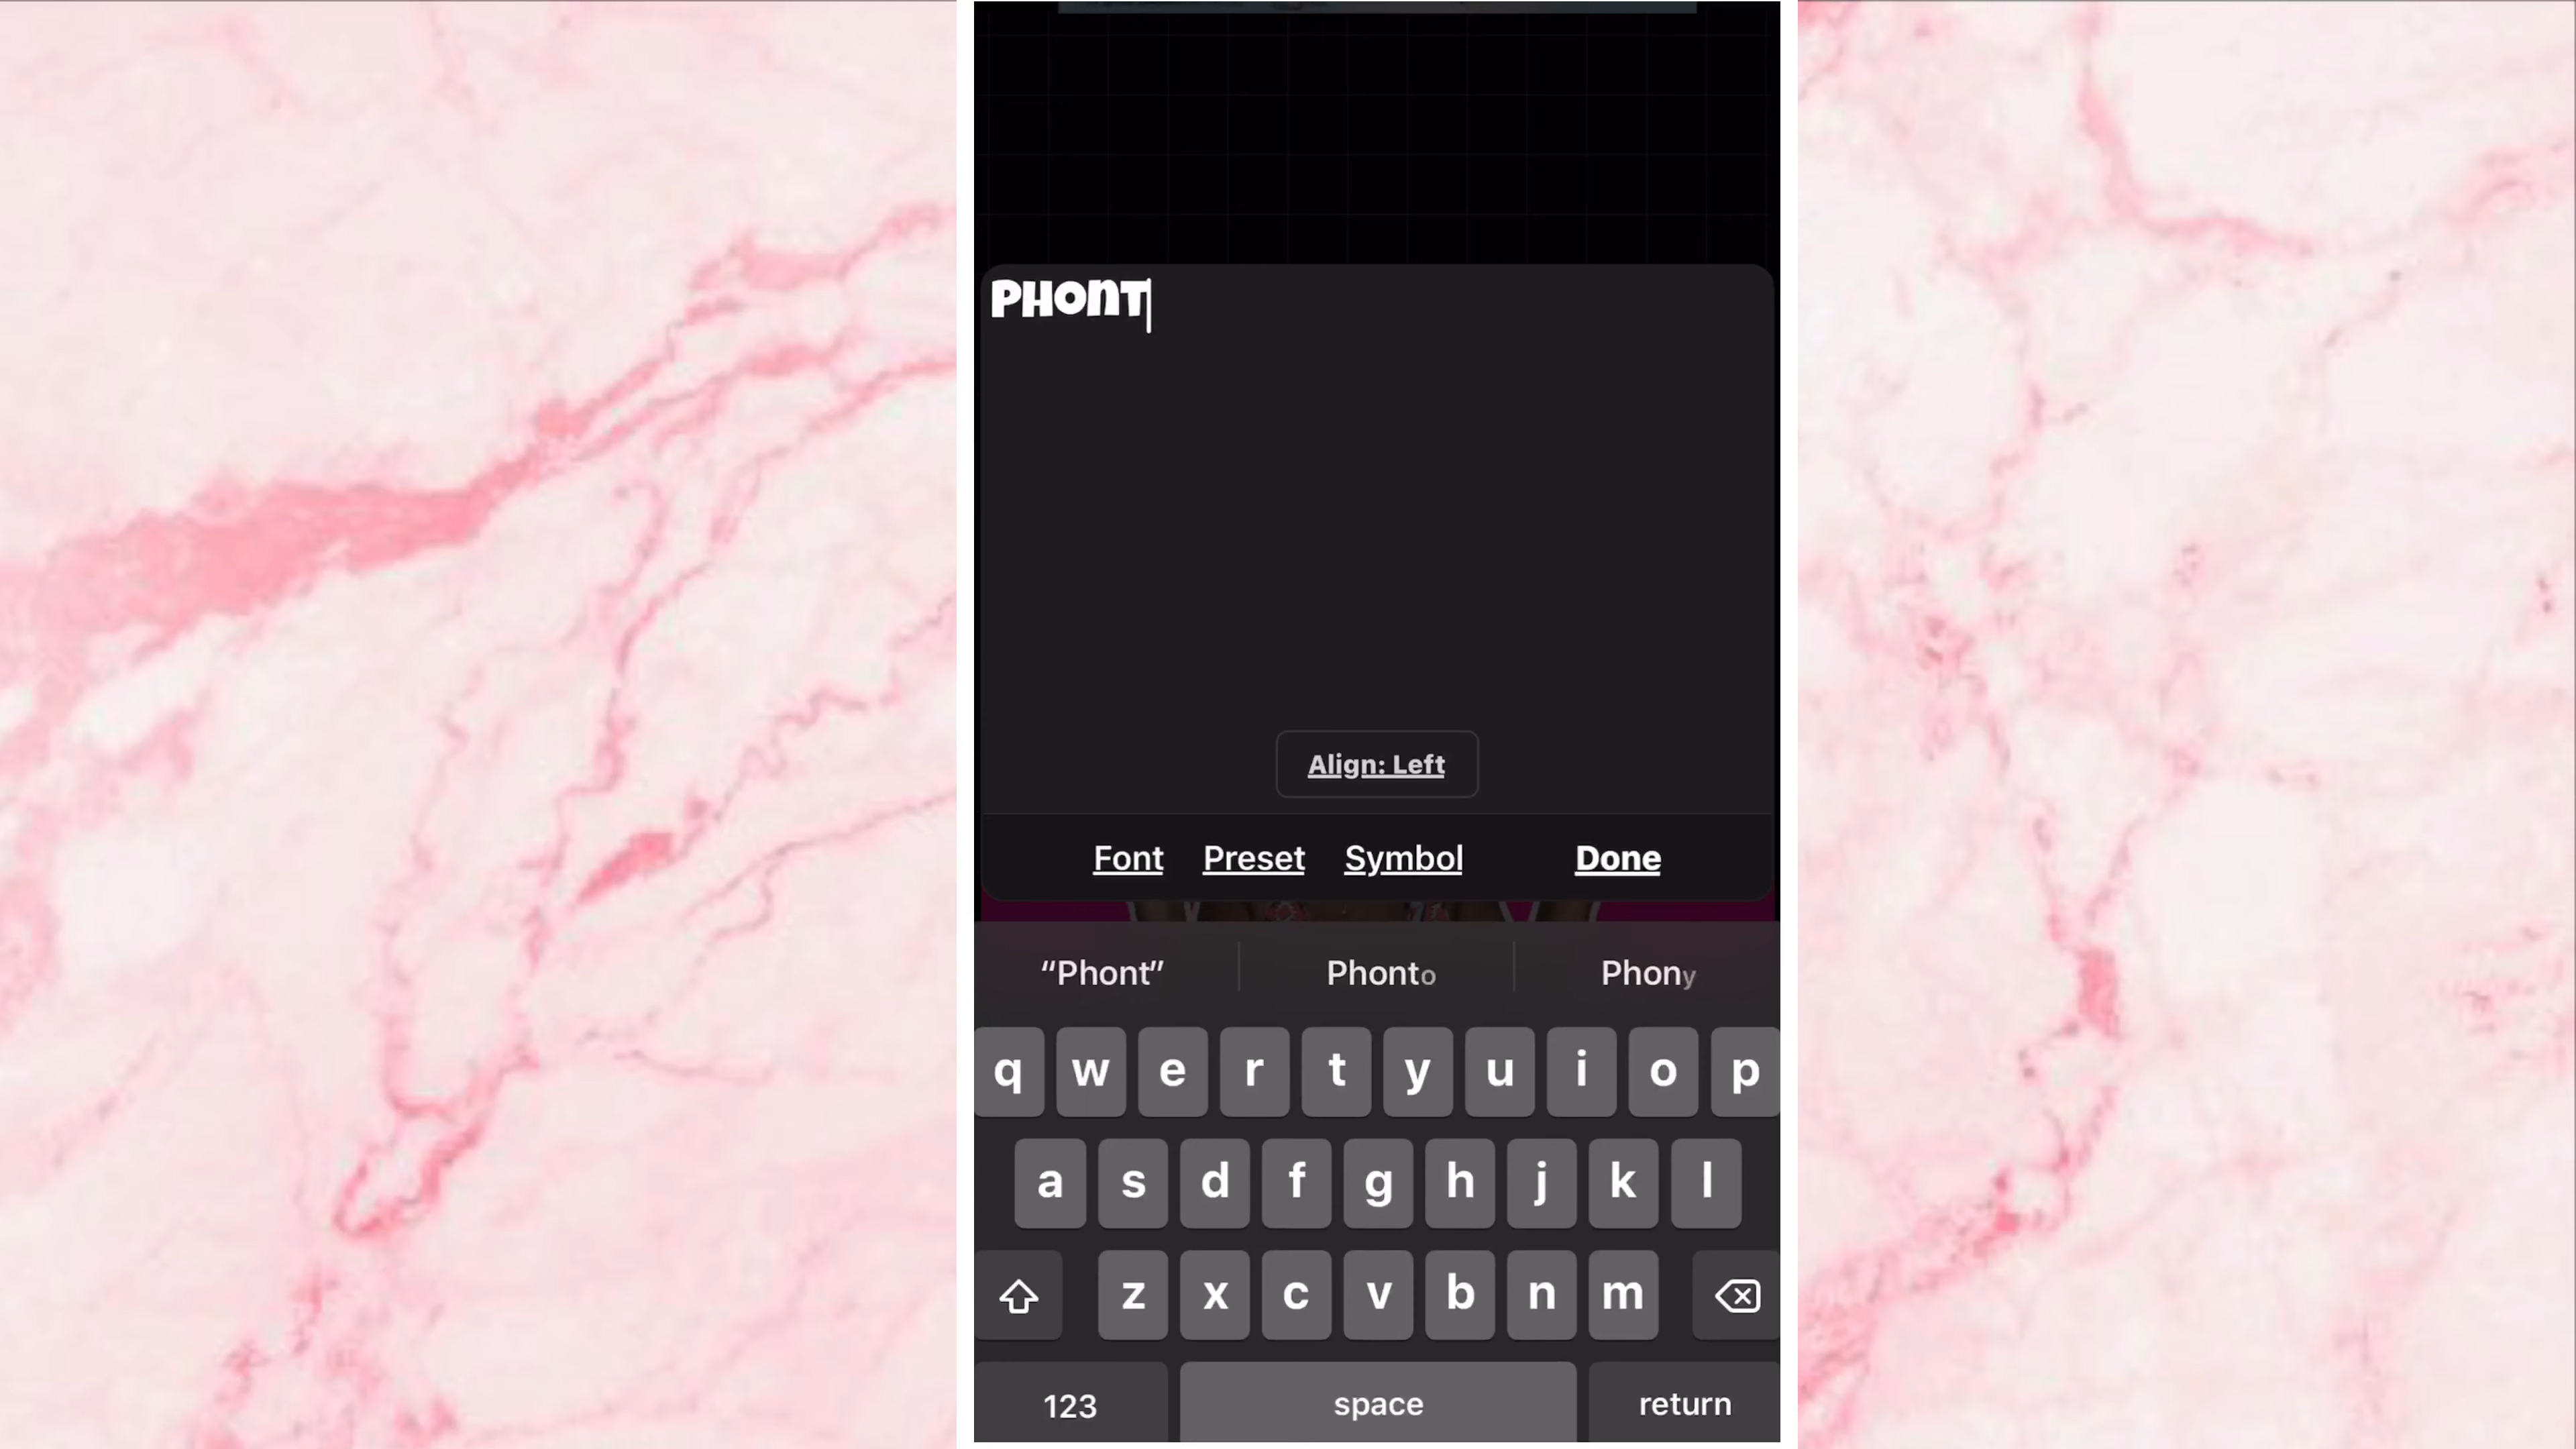 PHONT
Align: Left
Font Preset Symbol Done
“Phont” Phonto Phony
q w e r t y u i o p
a s d f g h j k l
z x c v b n m
123 space return